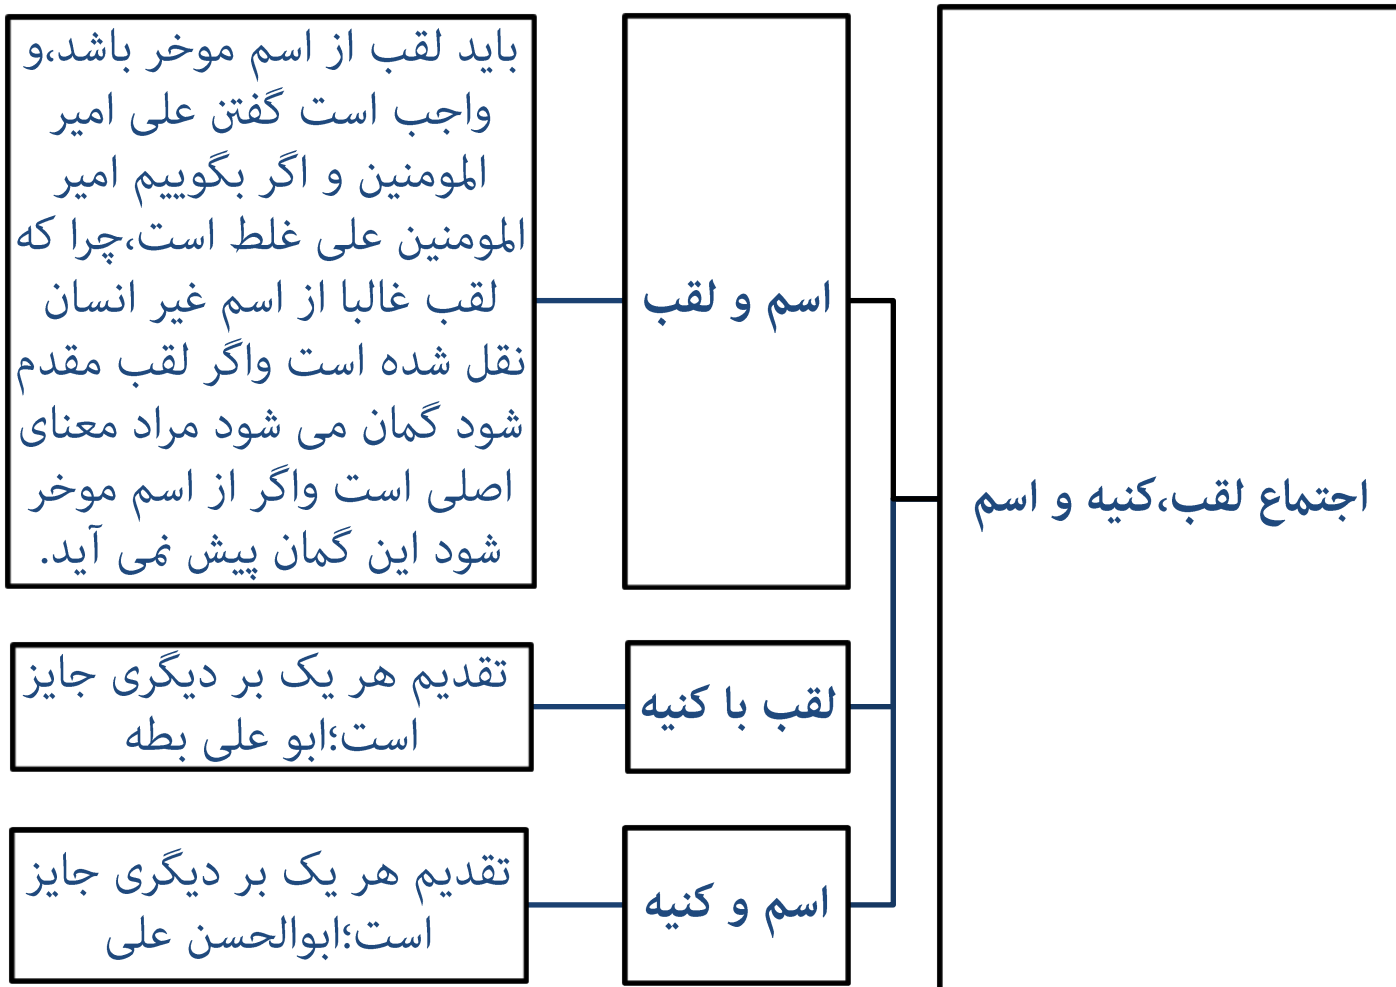 اجتماع لقب،کنیه و اسم
اسم و لقب
باید لقب از اسم موخر باشد،و
واجب است گفتن علی امیر
المومنین و اگر بگوییم امیر
المومنین علی غلط است،چرا که
لقب غالبا از اسم غیر انسان
نقل شده است واگر لقب مقدم
شود گمان می شود مراد معنای
اصلی است واگر از اسم موخر
شود این گمان پیش نمی آید.
لقب با کنیه
تقدیم هر یک بر دیگری جایز
است؛ابو علی بطه
اسم و کنیه
تقدیم هر یک بر دیگری جایز
است؛ابوالحسن علی